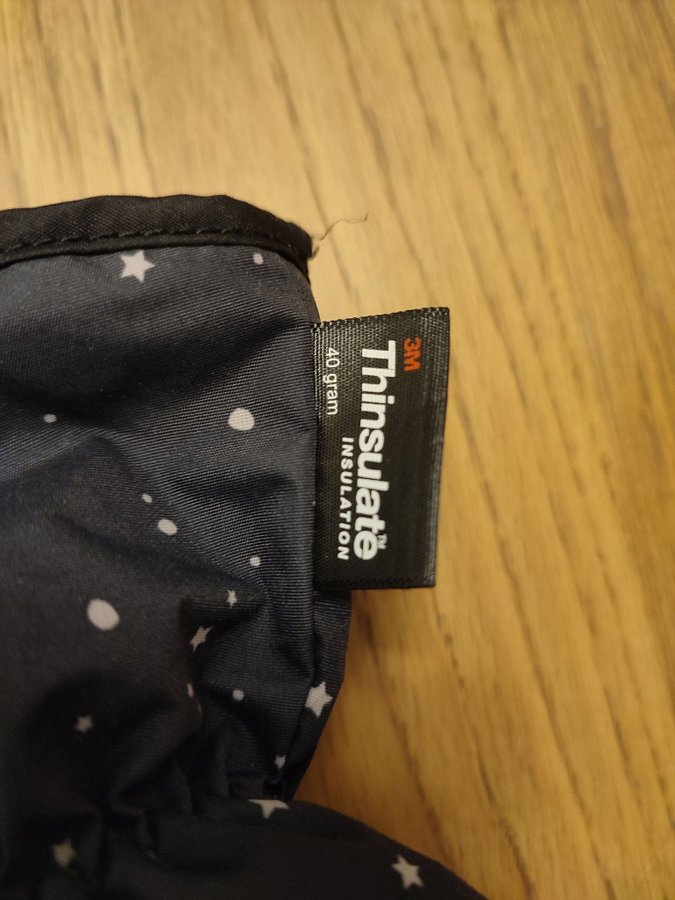 3M
Thinsulate™
INSULATION
40 gram